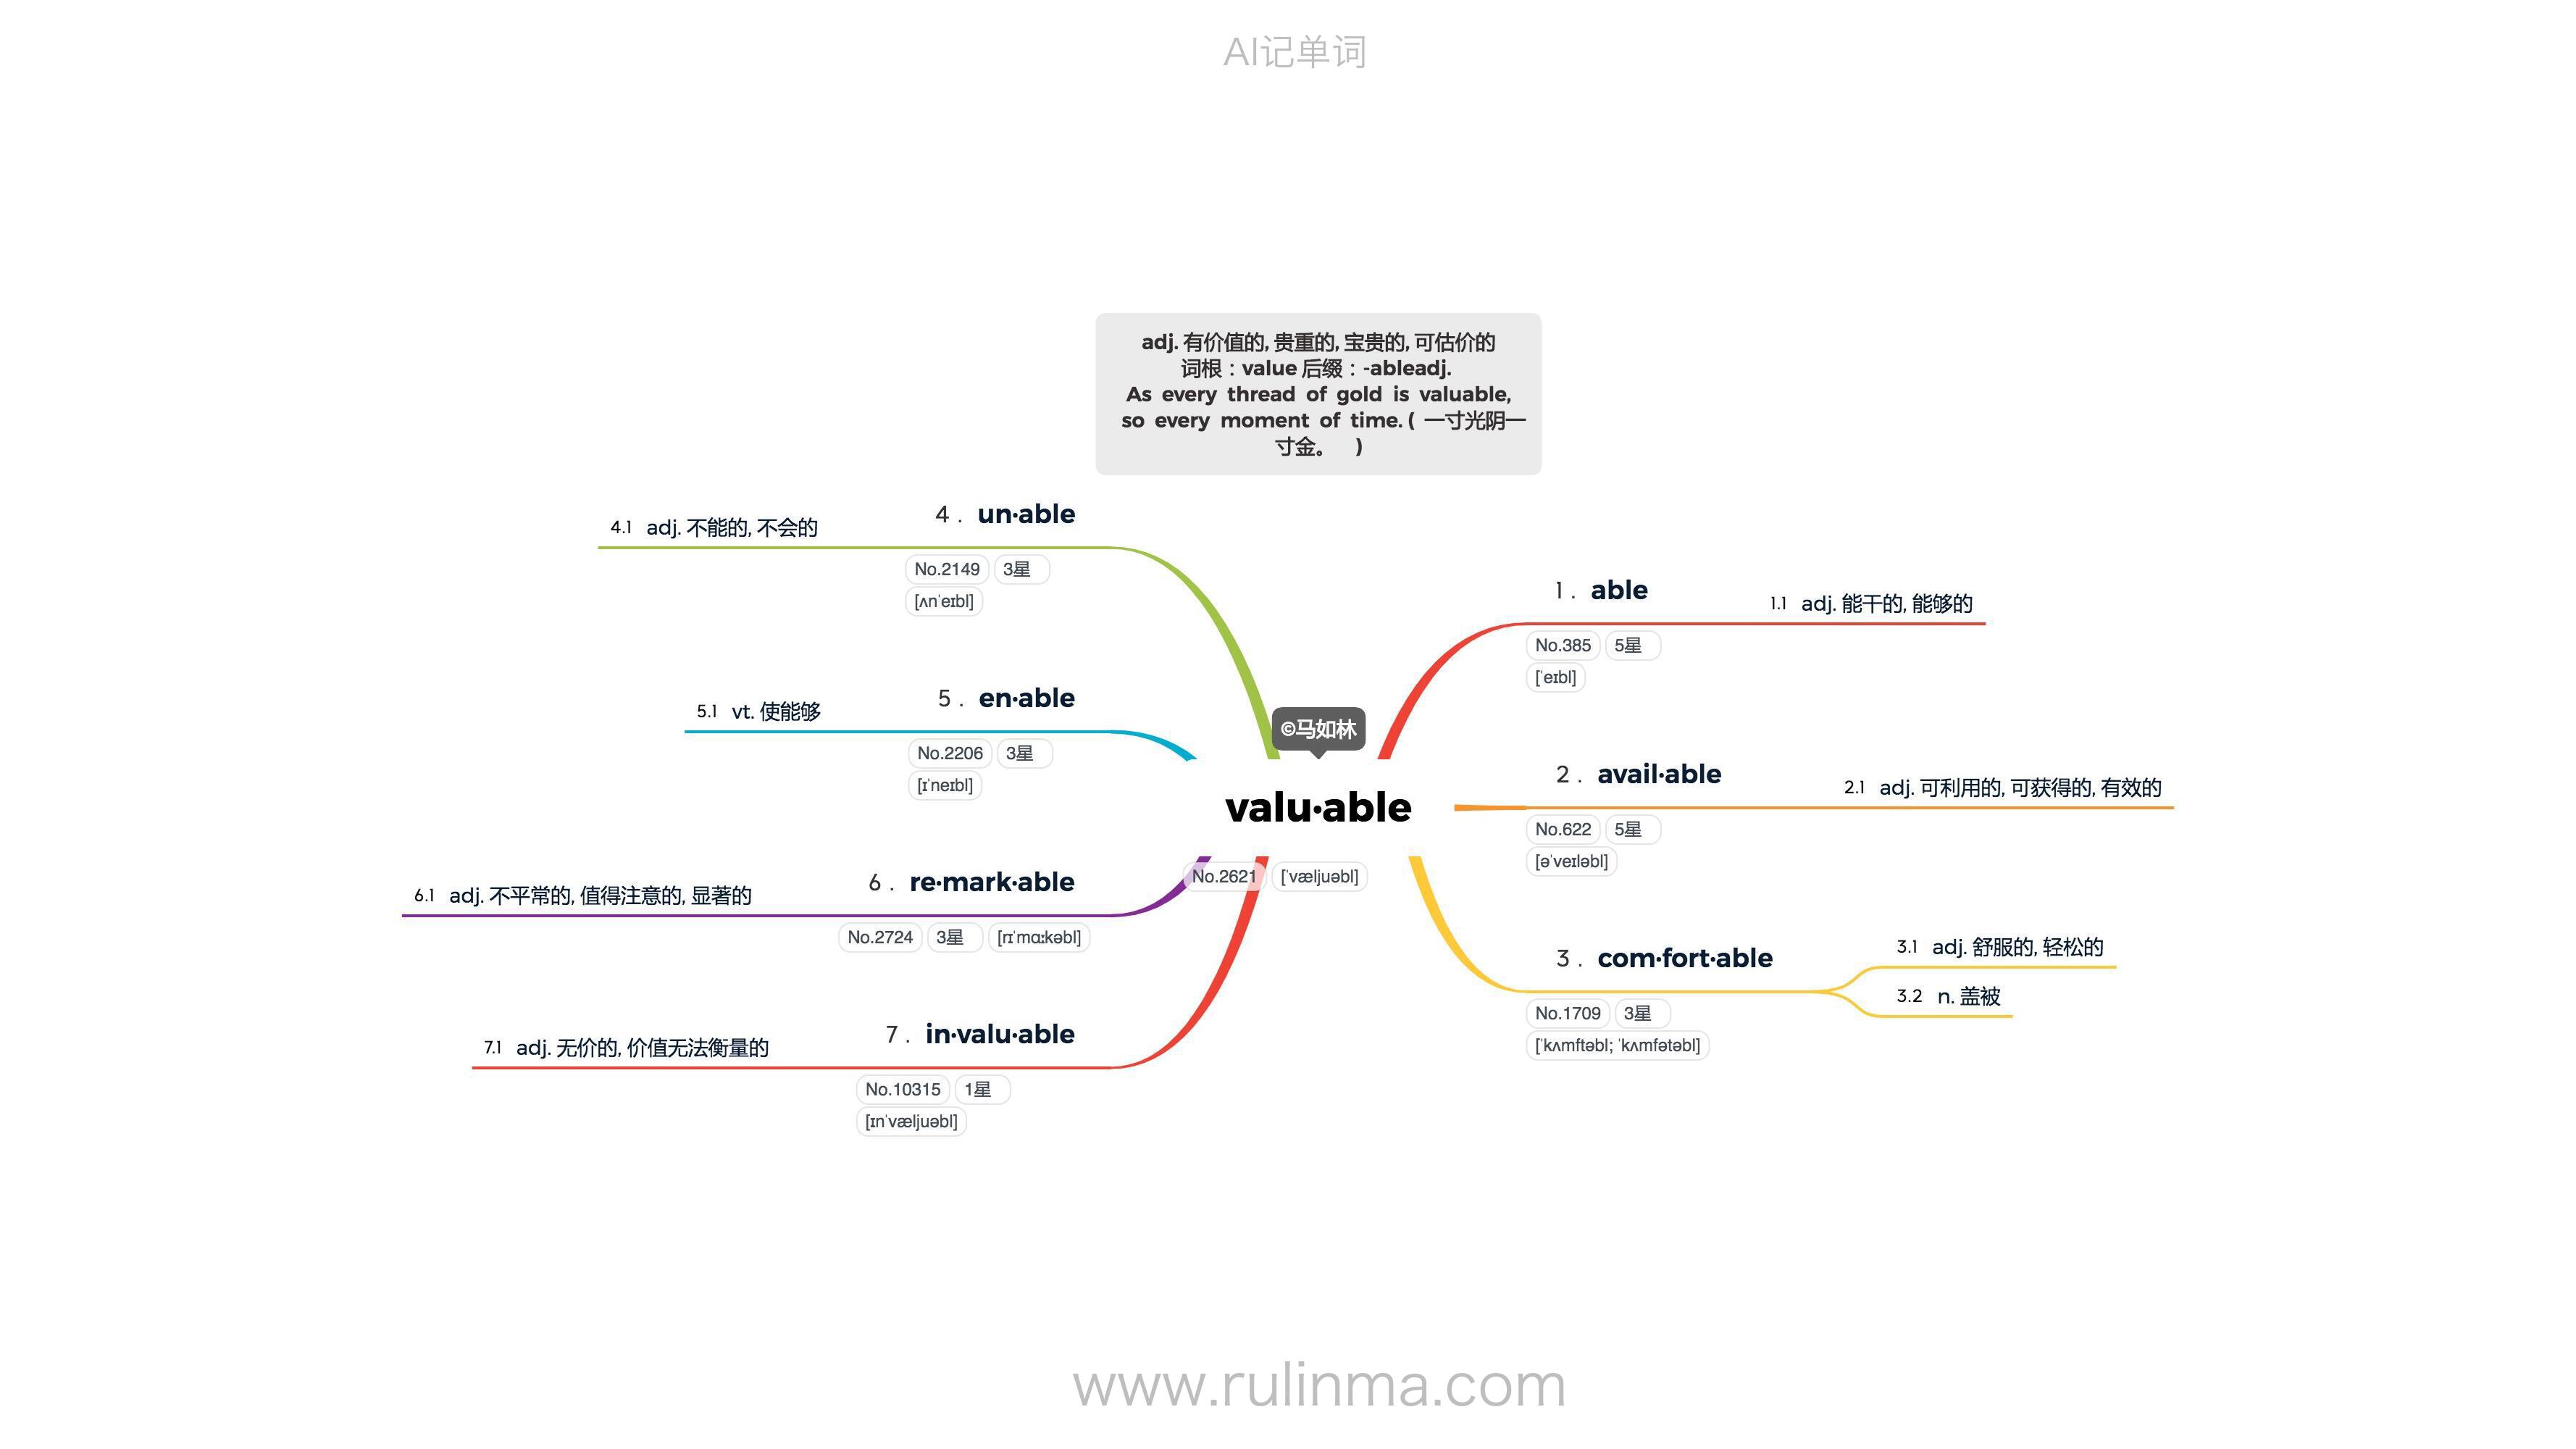 AI记单词
adj. 有价值的, 贵重的, 宝贵的, 可估价的
词根：value 后缀：-ableadj.
As every thread of gold is valuable,
so every moment of time. ( 一寸光阴一
寸金。 )
©马如林
valu·able
No.2621 [ˈvæljuəbl]
1 . able
1.1 adj. 能干的, 能够的
No.385 5星
[ˈeɪbl]
2 . avail·able
2.1 adj. 可利用的, 可获得的, 有效的
No.622 5星
[əˈveɪləbl]
3 . com·fort·able
3.1 adj. 舒服的, 轻松的
3.2 n. 盖被
No.1709 3星
[ˈkʌmftəbl; ˈkʌmfətəbl]
4 . un·able
4.1 adj. 不能的, 不会的
No.2149 3星
[ʌnˈeɪbl]
5 . en·able
5.1 vt. 使能够
No.2206 3星
[ɪˈneɪbl]
6 . re·mark·able
6.1 adj. 不平常的, 值得注意的, 显著的
No.2724 3星 [rɪˈmɑːkəbl]
7 . in·valu·able
7.1 adj. 无价的, 价值无法衡量的
No.10315 1星
[ɪnˈvæljuəbl]
www.rulinma.com